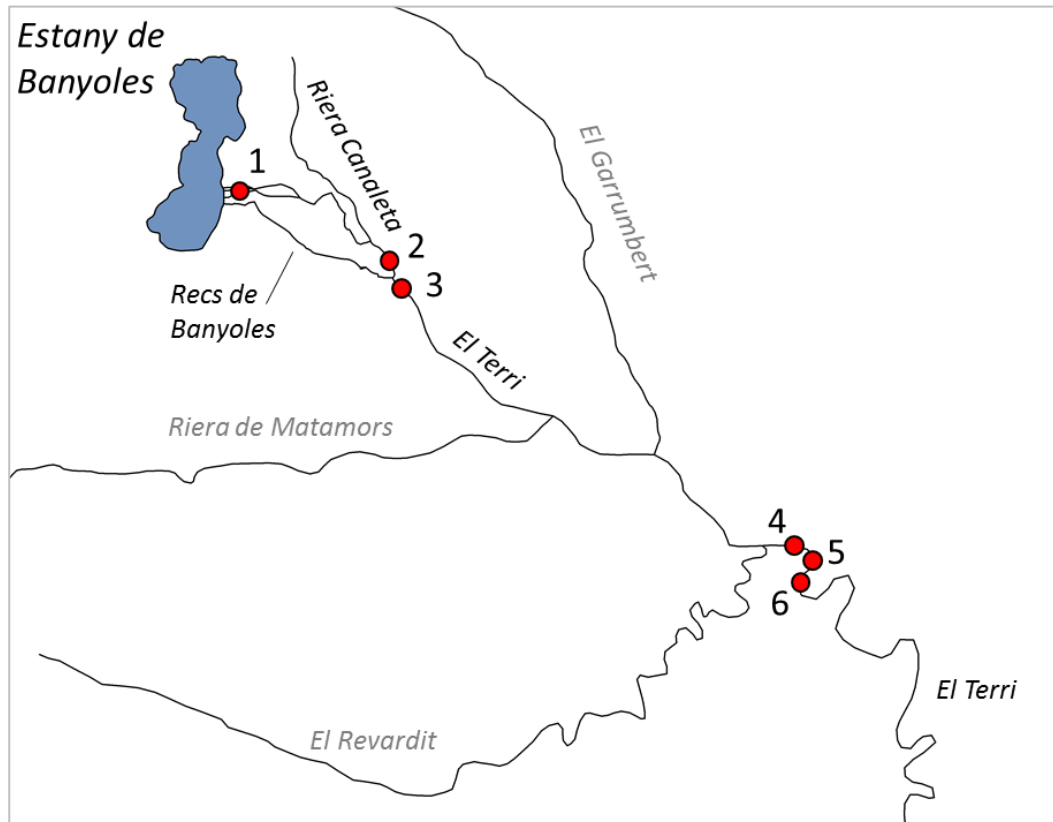 Estany de
Banyoles
Riera Canaleta
El Garrumbert
1
2
3
Recs de
Banyoles
El Terri
Riera de Matamors
4
5
6
El Terri
El Revardit